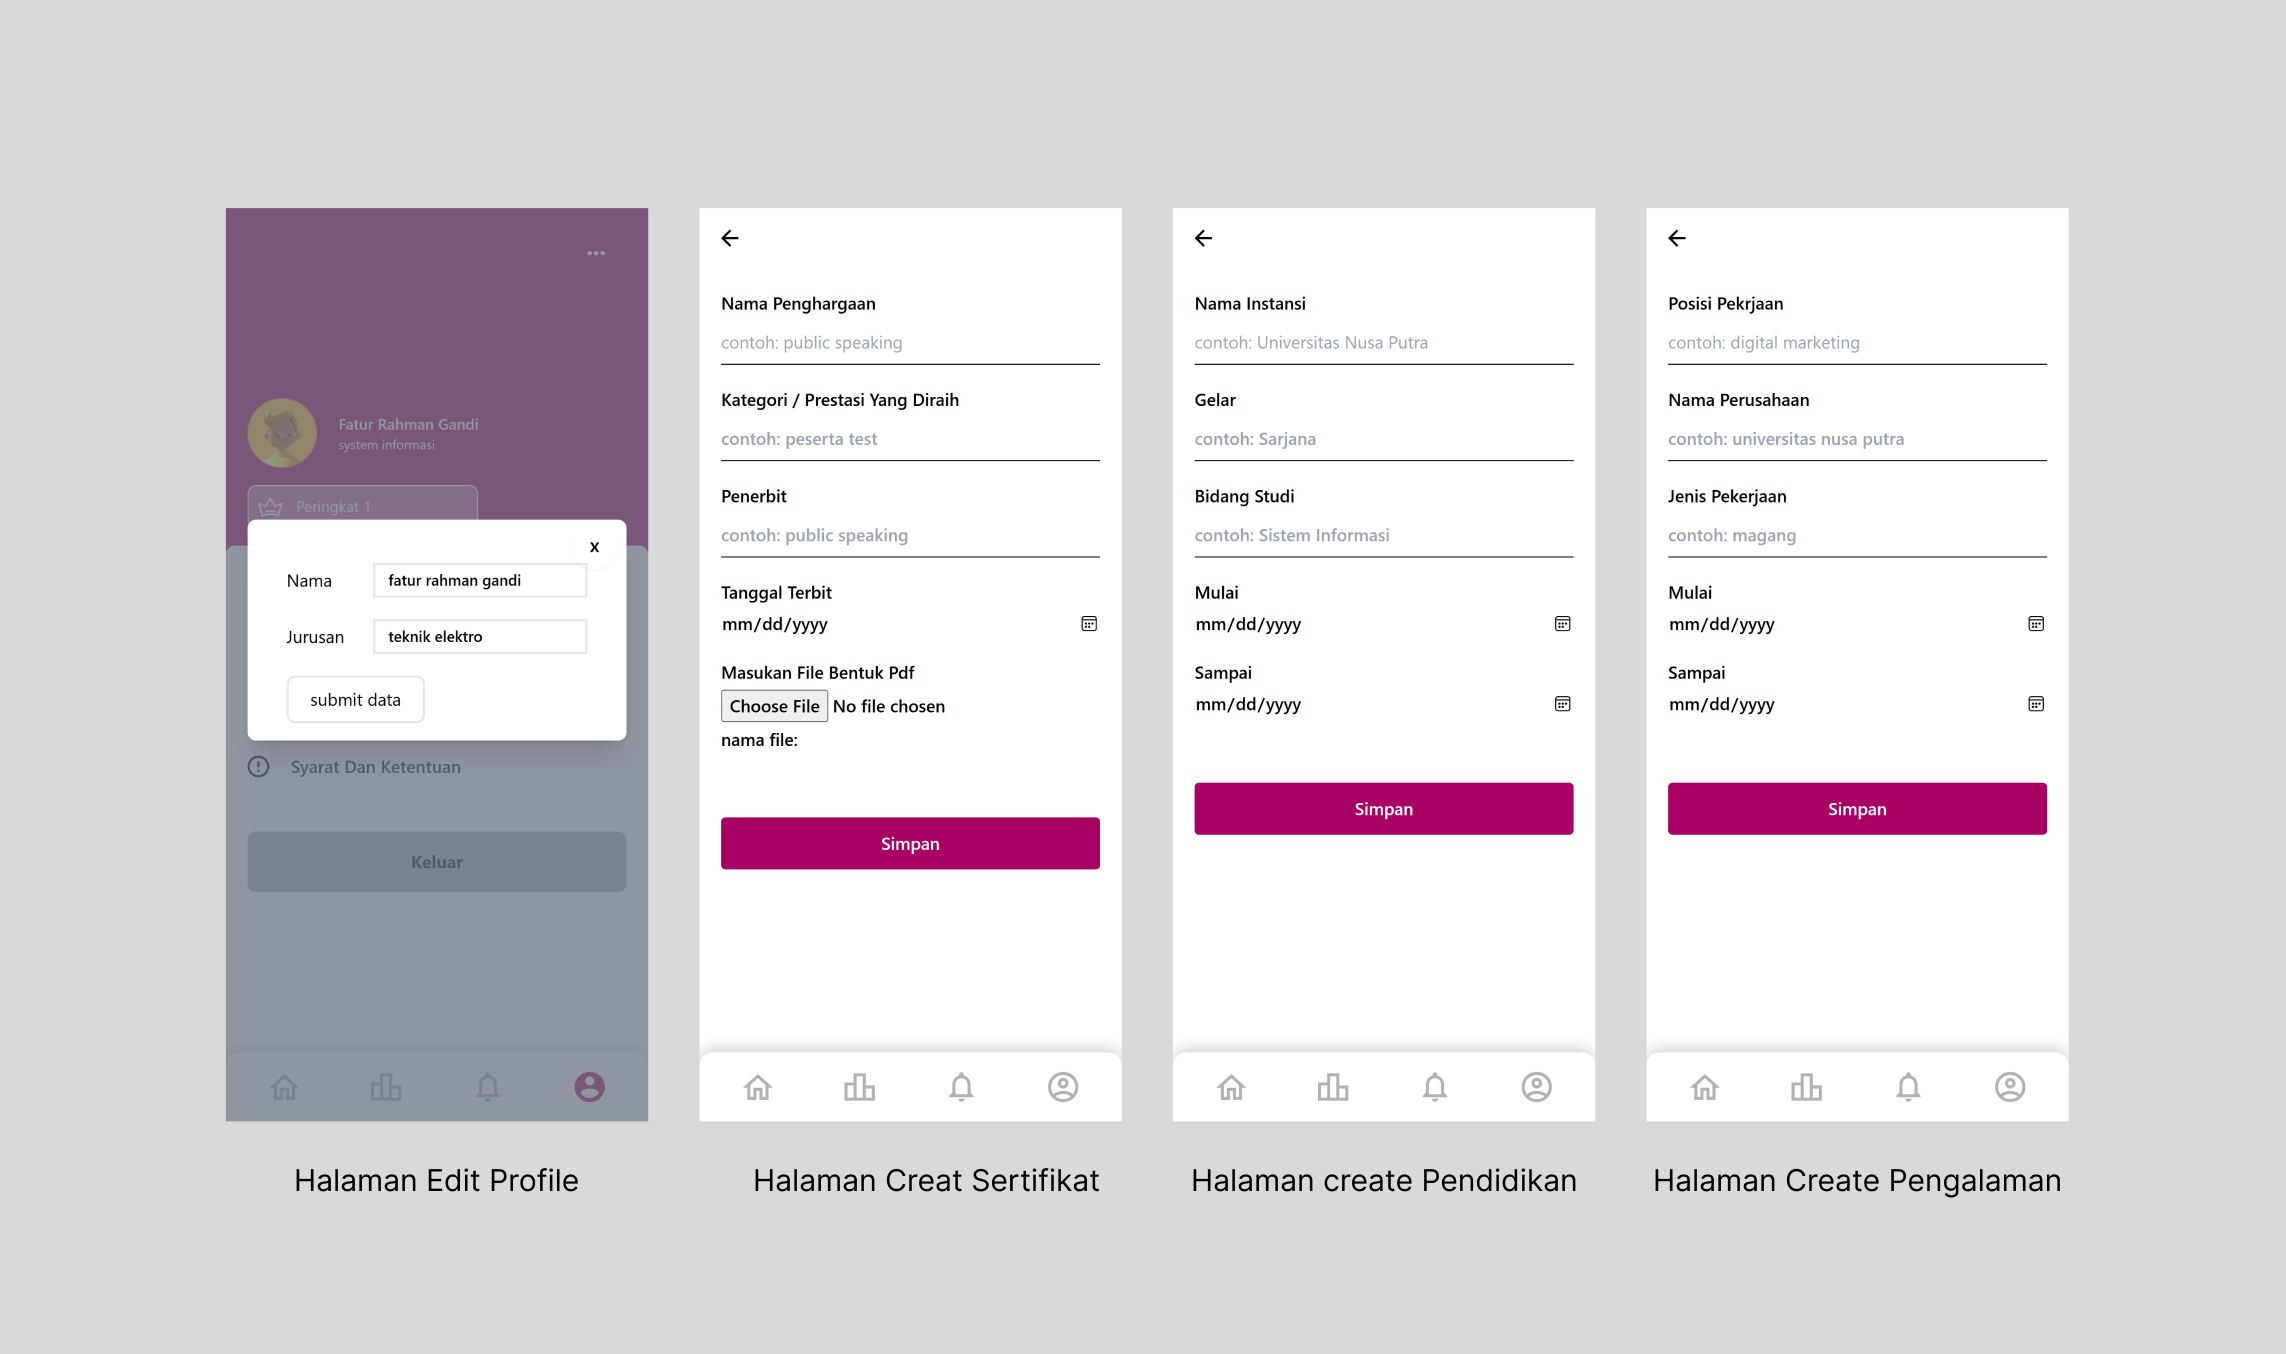 Fatur Rahman Gandi
system informasi
Peringkat 1
x
Nama
fatur rahman gandi
Jurusan
teknik elektro
submit data
Syarat Dan Ketentuan
Keluar
Halaman Edit Profile
Nama Penghargaan
contoh: public speaking
Kategori / Prestasi Yang Diraih
contoh: peserta test
Penerbit
contoh: public speaking
Tanggal Terbit
mm/dd/yyyy
Masukan File Bentuk Pdf
Choose File No file chosen
nama file:
Simpan
Halaman Creat Sertifikat
Nama Instansi
contoh: Universitas Nusa Putra
Gelar
contoh: Sarjana
Bidang Studi
contoh: Sistem Informasi
Mulai
mm/dd/yyyy
Sampai
mm/dd/yyyy
Simpan
Halaman create Pendidikan
Posisi Pekrjaan
contoh: digital marketing
Nama Perusahaan
contoh: universitas nusa putra
Jenis Pekerjaan
contoh: magang
Mulai
mm/dd/yyyy
Sampai
mm/dd/yyyy
Simpan
Halaman Create Pengalaman